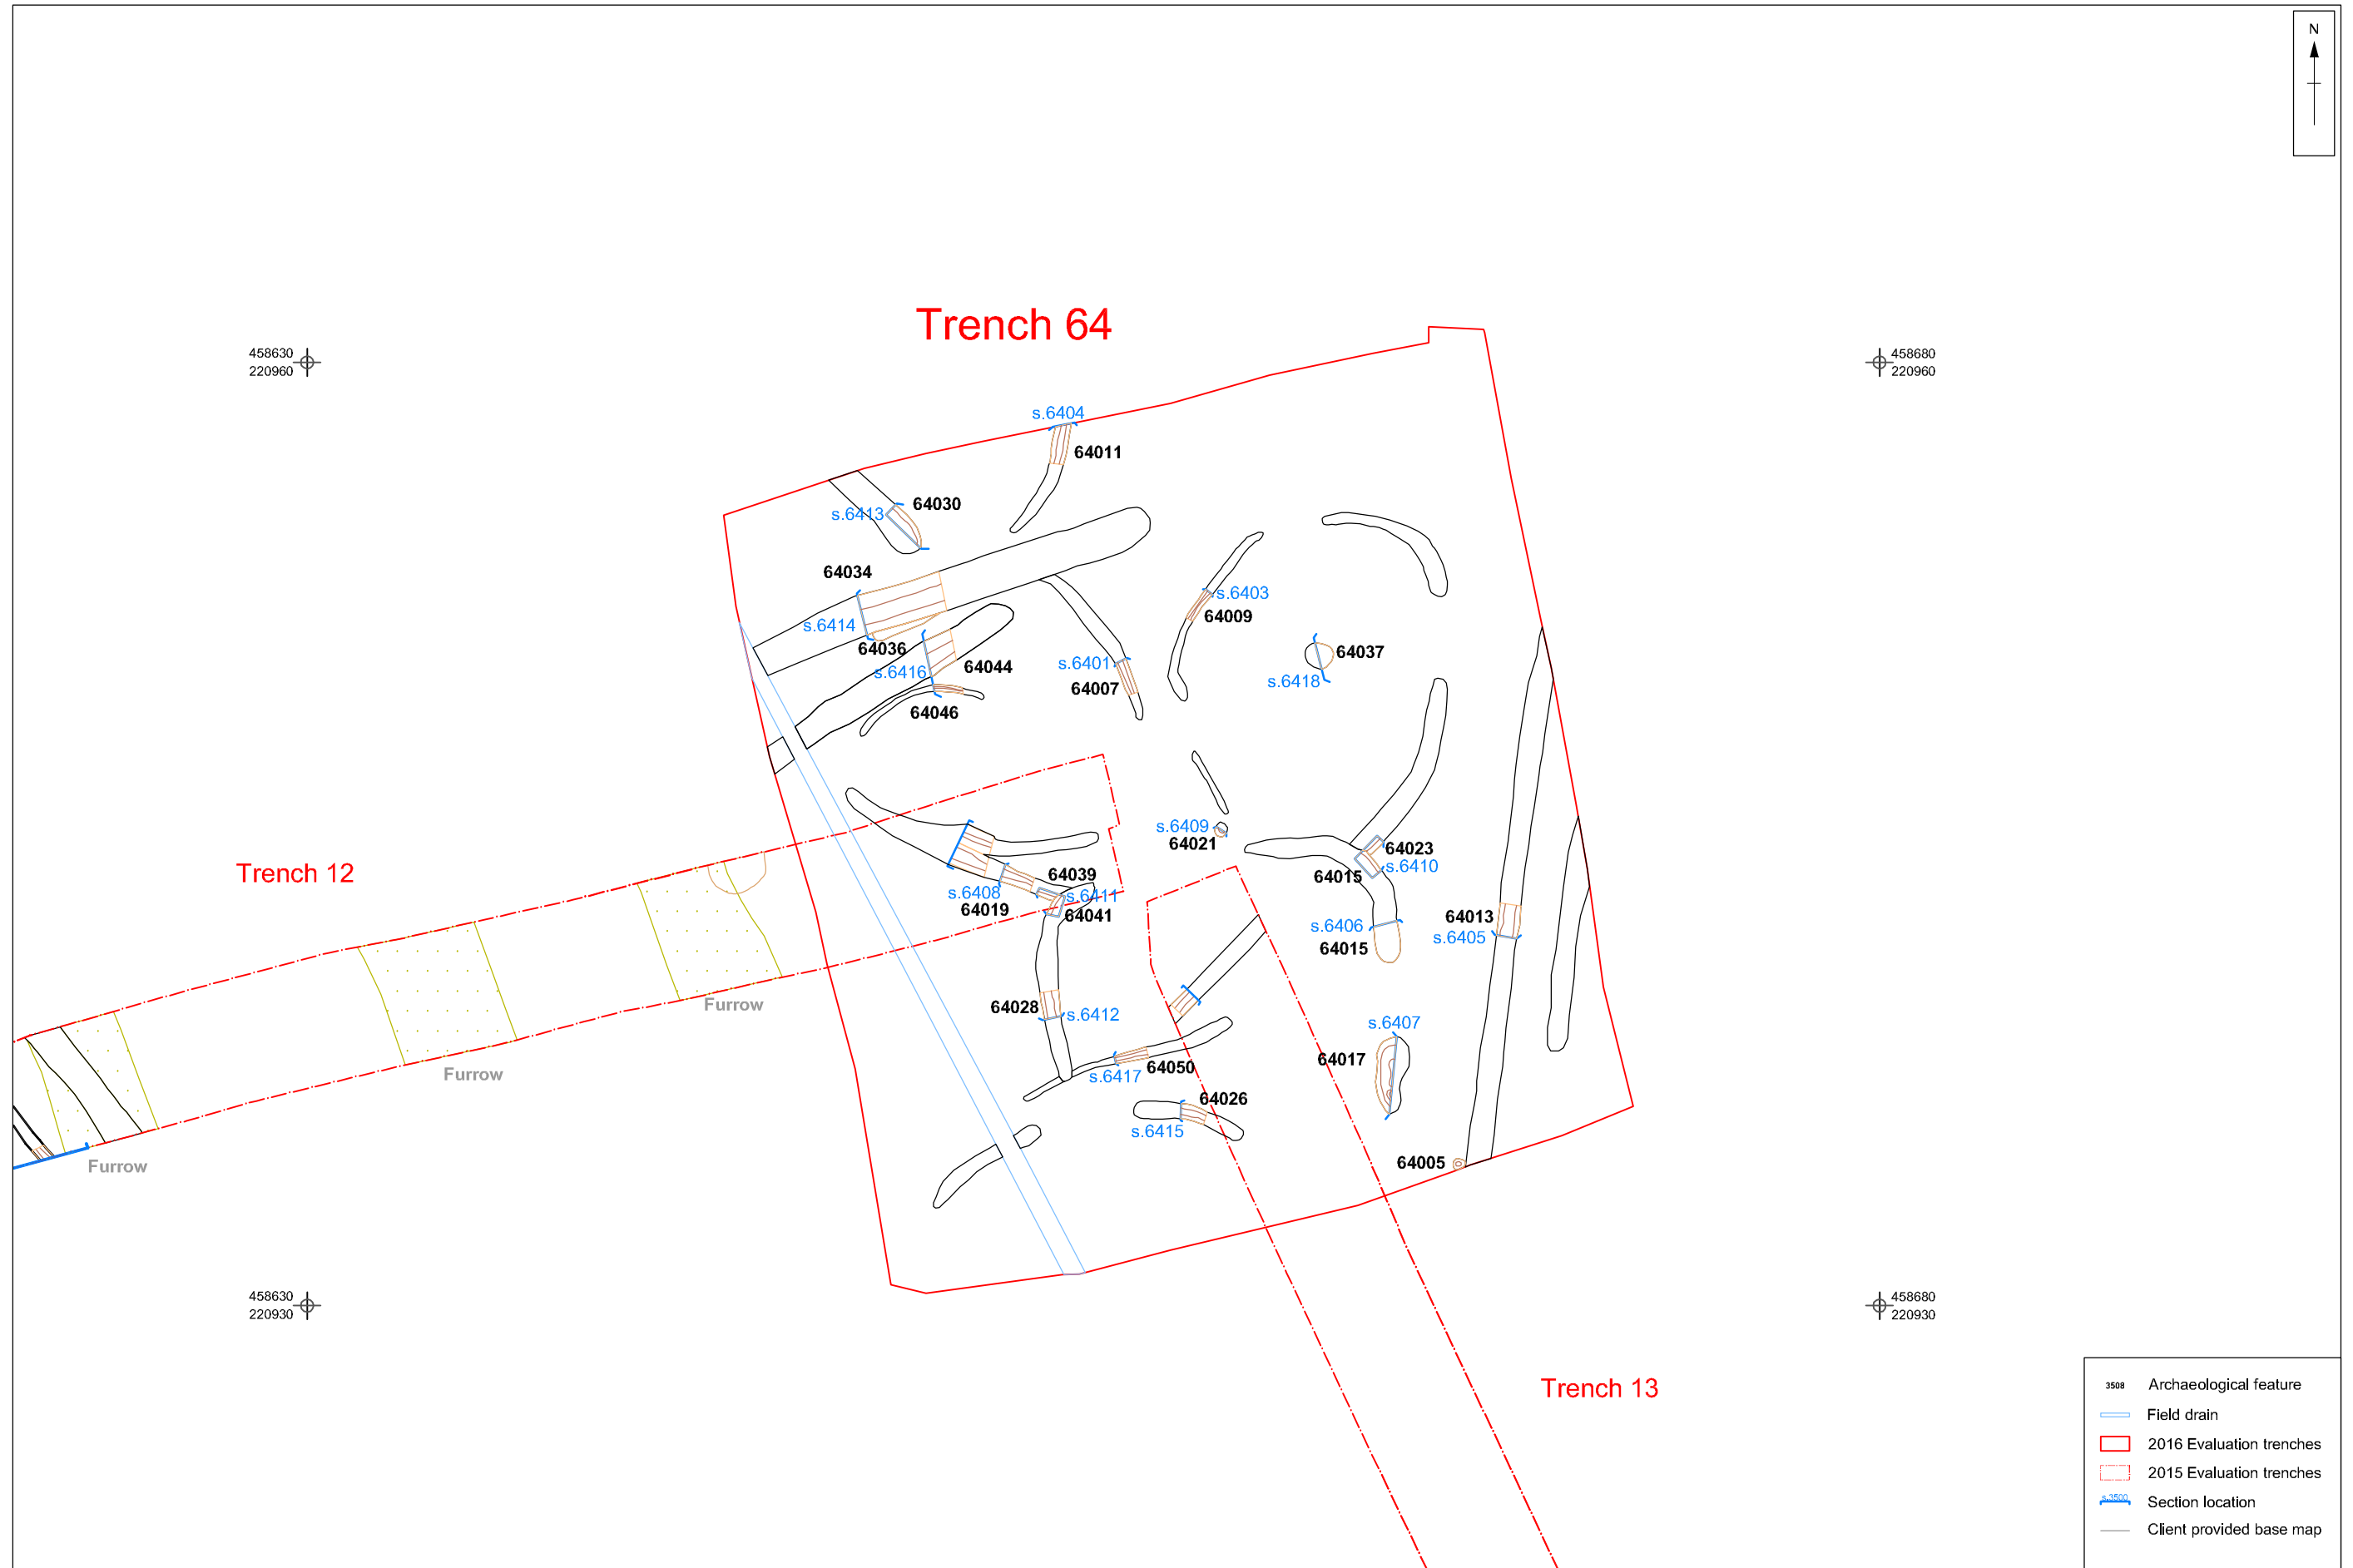 N
Trench 64
458630
220960
458680
220960
s.6404
64011
64030
s.6413
64034
s.6403
64009
s.6414
64036
s.6416
64044
s.6401
64007
64037
s.6418
64046
s.6409
64021
64023
s.6410
64015
Trench 12
64039
s.6408
s.6411
64019
64041
s.6406
64015
64013
s.6405
Furrow
64028
s.6412
s.6407
64017
Furrow
64050
s.6417
64026
s.6415
Furrow
64005
458630
220930
458680
220930
Trench 13
3508 Archaeological feature
Field drain
2016 Evaluation trenches
2015 Evaluation trenches
s.3500 Section location
Client provided base map